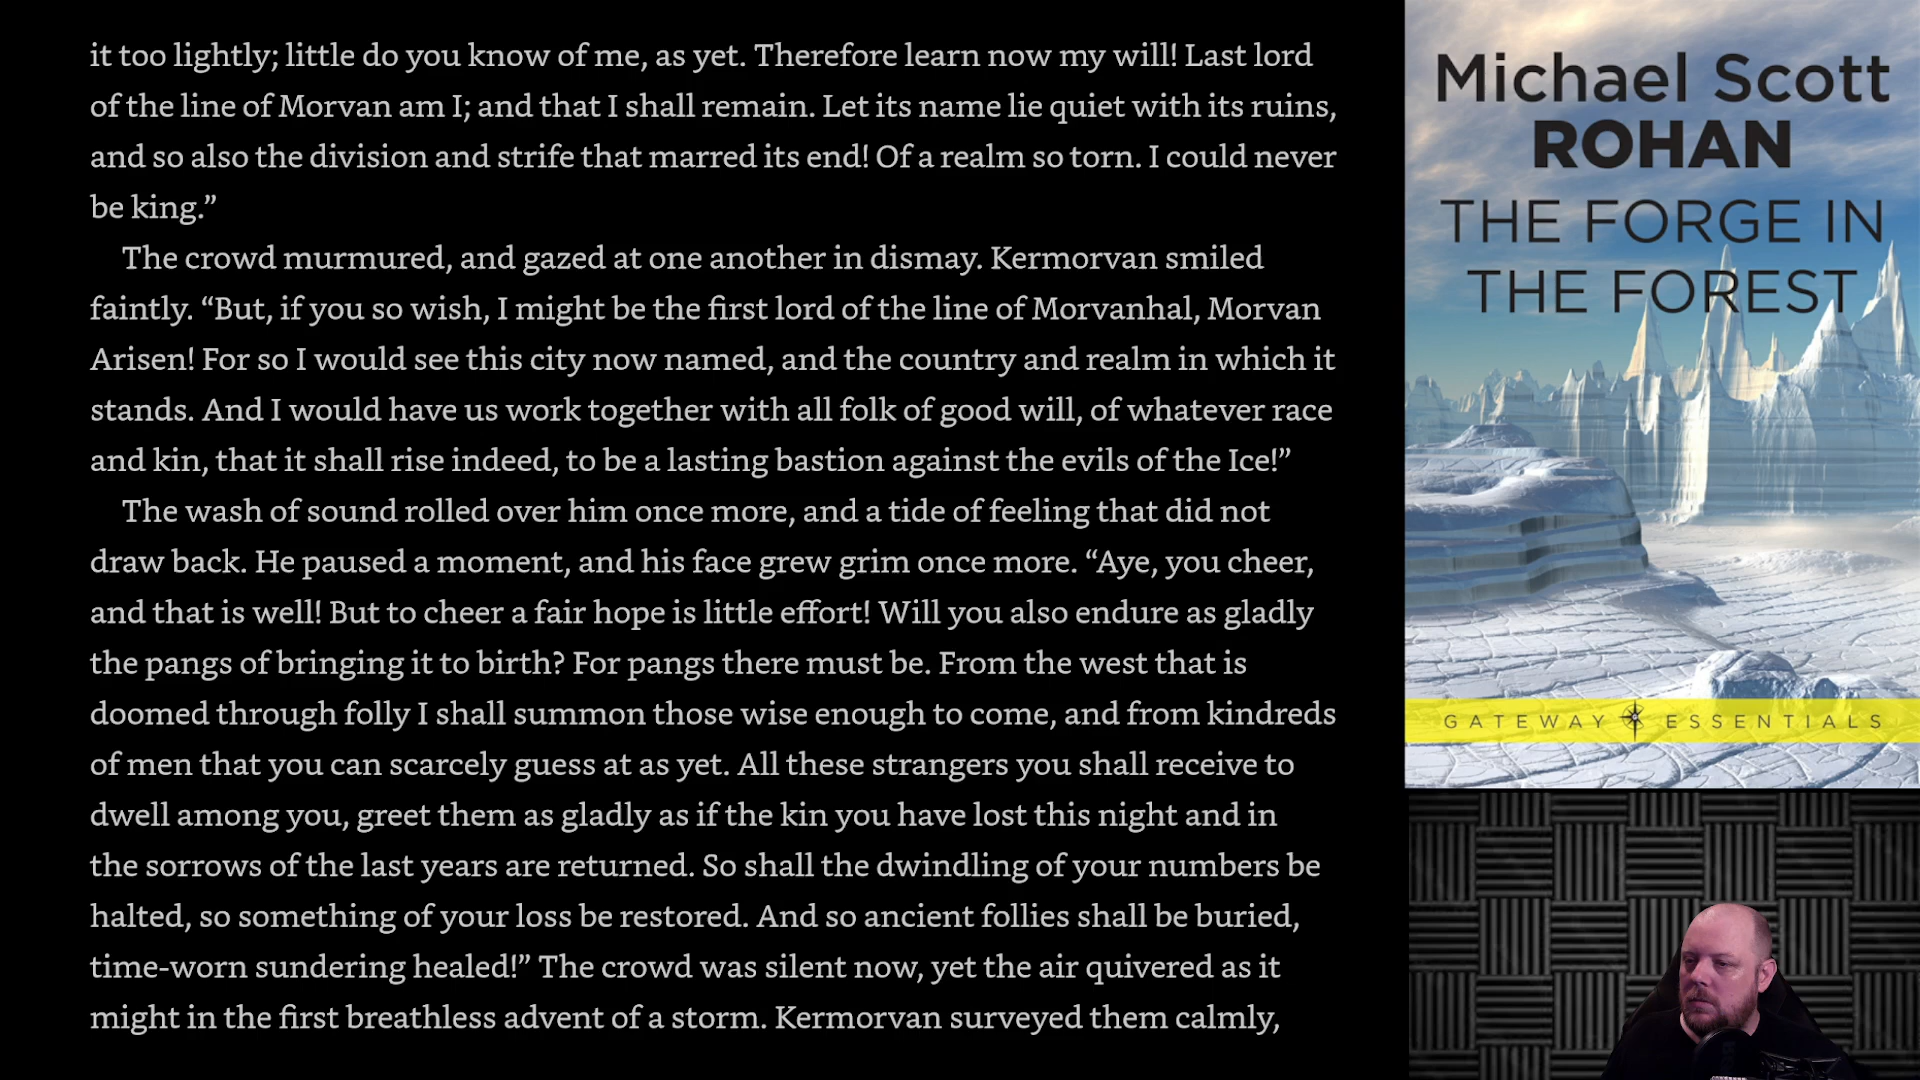 it too lightly; little do you know of me, as yet. Therefore learn now my will! Last lord
of the line of Morvan am I; and that I shall remain. Let its name lie quiet with its ruins,
and so also the division and strife that marred its end! Of a realm so torn. I could never
be king.”
The crowd murmured, and gazed at one another in dismay. Kermorvan smiled
faintly. “But, if you so wish, I might be the first lord of the line of Morvanhal, Morvan
Arisen! For so I would see this city now named, and the country and realm in which it
stands. And I would have us work together with all folk of good will, of whatever race
and kin, that it shall rise indeed, to be a lasting bastion against the evils of the Ice!”
The wash of sound rolled over him once more, and a tide of feeling that did not
draw back. He paused a moment, and his face grew grim once more. “Aye, you cheer,
and that is well! But to cheer a fair hope is little effort! Will you also endure as gladly
the pangs of bringing it to birth? For pangs there must be. From the west that is
doomed through folly I shall summon those wise enough to come, and from kindreds
of men that you can scarcely guess at as yet. All these strangers you shall receive to
dwell among you, greet them as gladly as if the kin you have lost this night and in
the sorrows of the last years are returned. So shall the dwindling of your numbers be
halted, so something of your loss be restored. And so ancient follies shall be buried,
time-worn sundering healed!” The crowd was silent now, yet the air quivered as it
might in the first breathless advent of a storm. Kermorvan surveyed them calmly,
Michael Scott
ROHAN
THE FORGE IN
THE FOREST
GATEWAY ESSENTIALS